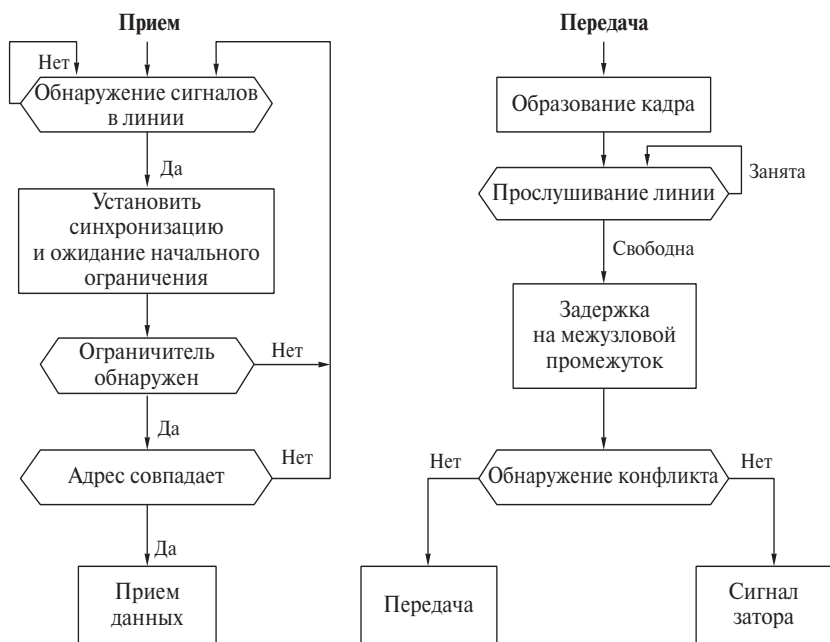 Прием
Нет
Обнаружение сигналов
в линии
Да
Установить
синхронизацию
и ожидание начального
ограничения
Ограничитель
обнаружен
Нет
Да
Адрес совпадает
Нет
Да
Прием
данных
Передача
Образование кадра
Занята
Прослушивание линии
Свободна
Задержка
на межузловой
промежуток
Нет
Обнаружение конфликта
Нет
Передача
Сигнал
затора